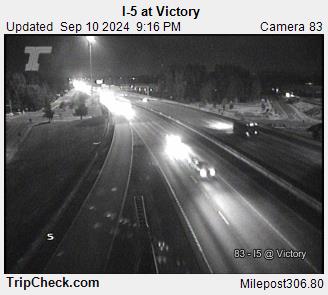 I-5 at Victory
Updated Sep 10 2024 9:16 PM Camera 83
T
S
83 - I5 @ Victory
TripCheck.com Milepost306.80